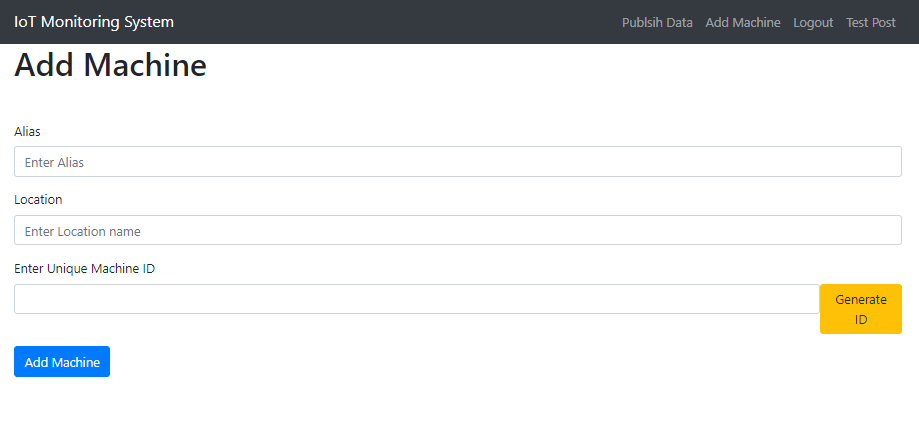 IoT Monitoring System Publsih Data Add Machine Logout Test Post
Add Machine
Alias
Enter Alias
Location
Enter Location name
Enter Unique Machine ID
Generate
ID
Add Machine